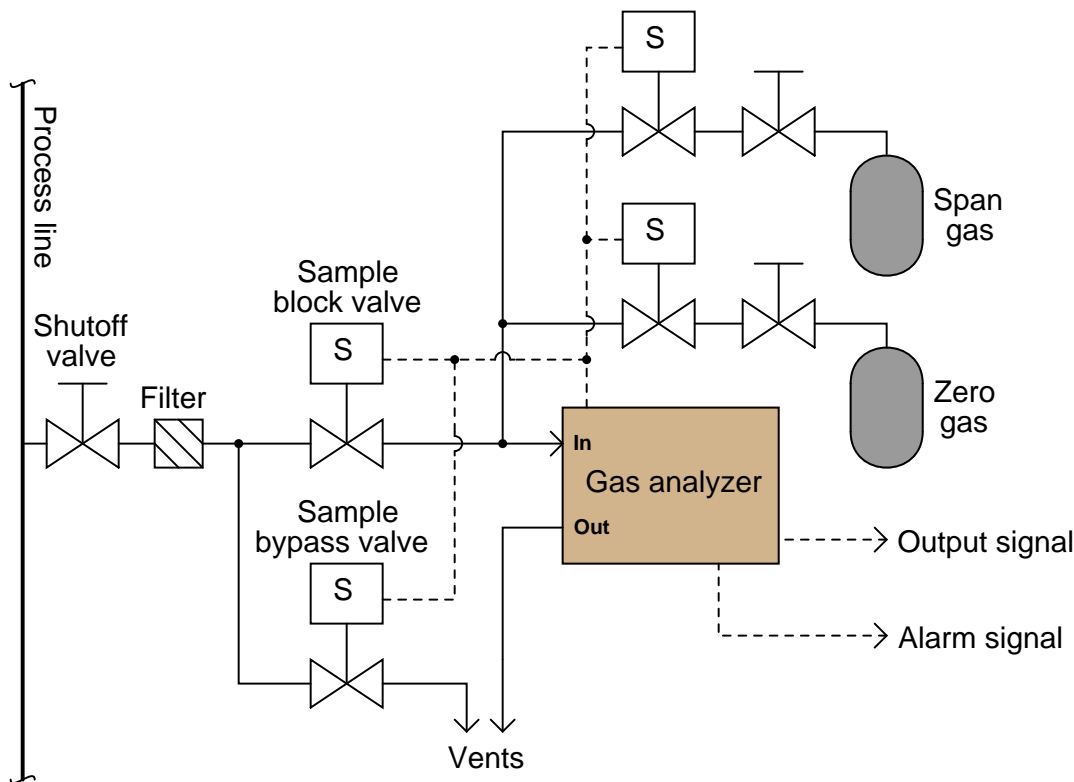 S
Process line
S
Span
gas
Sample
block valve
Shutoff
valve
S
Filter
Zero
gas
In
Gas analyzer
Sample
bypass valve
Out
Output signal
S
Alarm signal
Vents